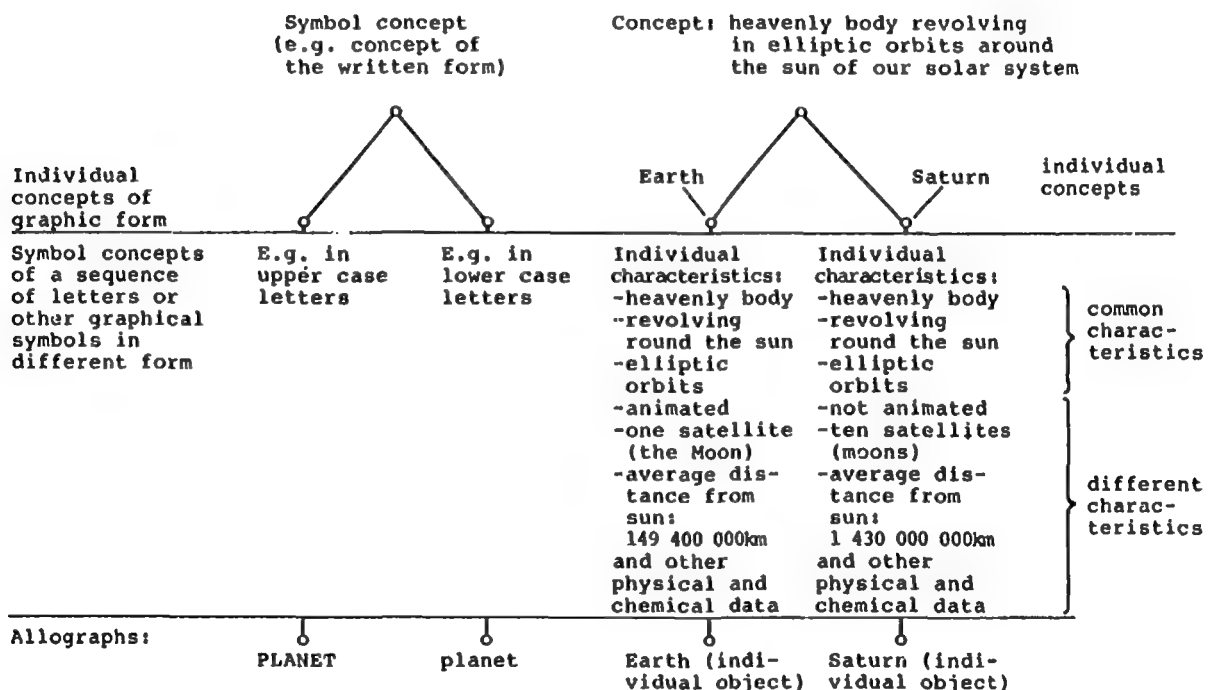 Symbol concept
(e.g. concept of
the written form)
Concept: heavenly body revolving
in elliptic orbits around
the sun of our solar system
Individual
concepts of
graphic form
Earth
Saturn
individual
concepts
Symbol concepts
of a sequence
of letters or
other graphical
symbols in
different form
E.g. in
upper case
letters
E.g. in
lower case
letters
Individual
characteristics:
-heavenly body
-revolving
round the sun
-elliptic
orbits
-animated
-one satellite
(the Moon)
-average dis-
tance from
sun:
149 400 000km
and other
physical and
chemical data
Individual
characteristics:
-heavenly body
-revolving
round the sun
-elliptic
orbits
-not animated
-ten satellites
(moons)
-average dis-
tance from
sun:
1 430 000 000km
and other
physical and
chemical data
common
charac-
teristics
different
charac-
teristics
Allographs:
PLANET
planet
Earth (indi-
vidual object)
Saturn (indi-
vidual object)